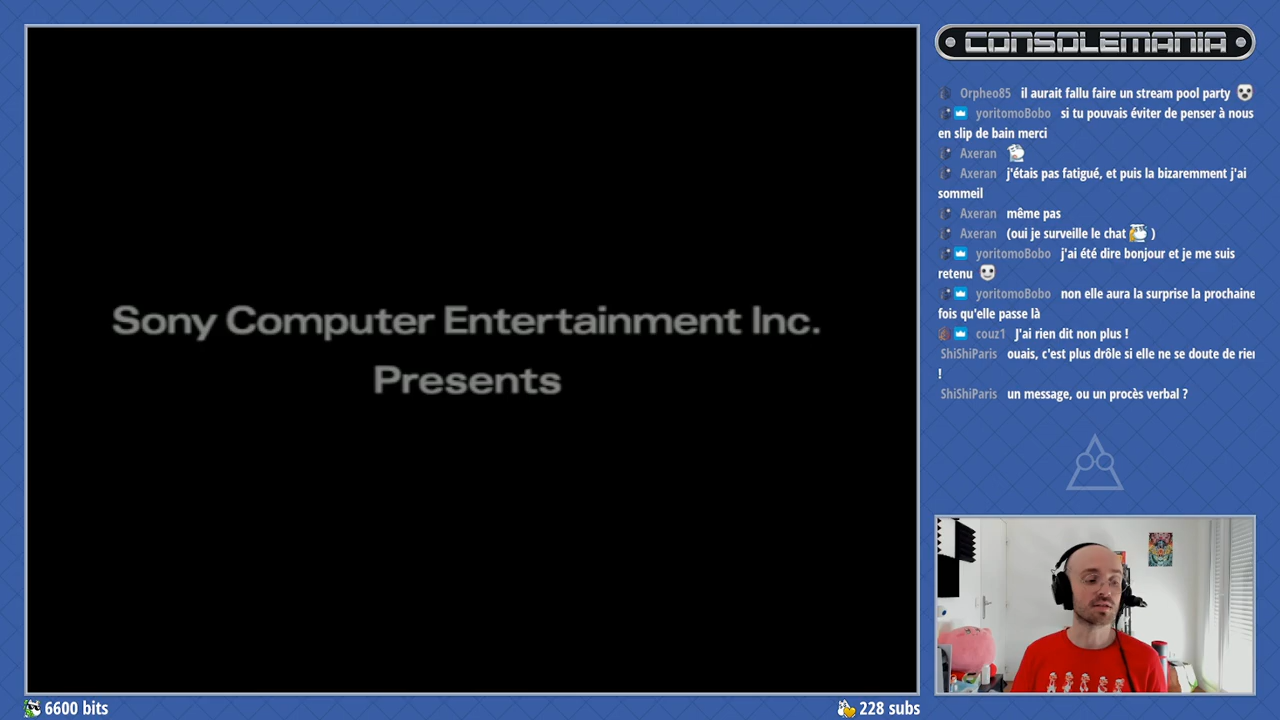 Sony Computer Entertainment Inc.
Presents
CONSOLEMANIA
Orpheo85 il aurait fallu faire un stream pool party
yoritomoBobo si tu pouvais éviter de penser à nous
en slip de bain merci
Axeran
Axeran j'étais pas fatigué, et puis la bizaremment j'ai
sommeil
Axeran même pas
Axeran (oui je surveille le chat )
yoritomoBobo j'ai été dire bonjour et je me suis
retenu
yoritomoBobo non elle aura la surprise la prochaine
fois qu'elle passe là
couz1 J'ai rien dit non plus !
ShiShiParis ouais, c'est plus drôle si elle ne se doute de rien
!
ShiShiParis un message, ou un procès verbal ?
6600 bits
228 subs